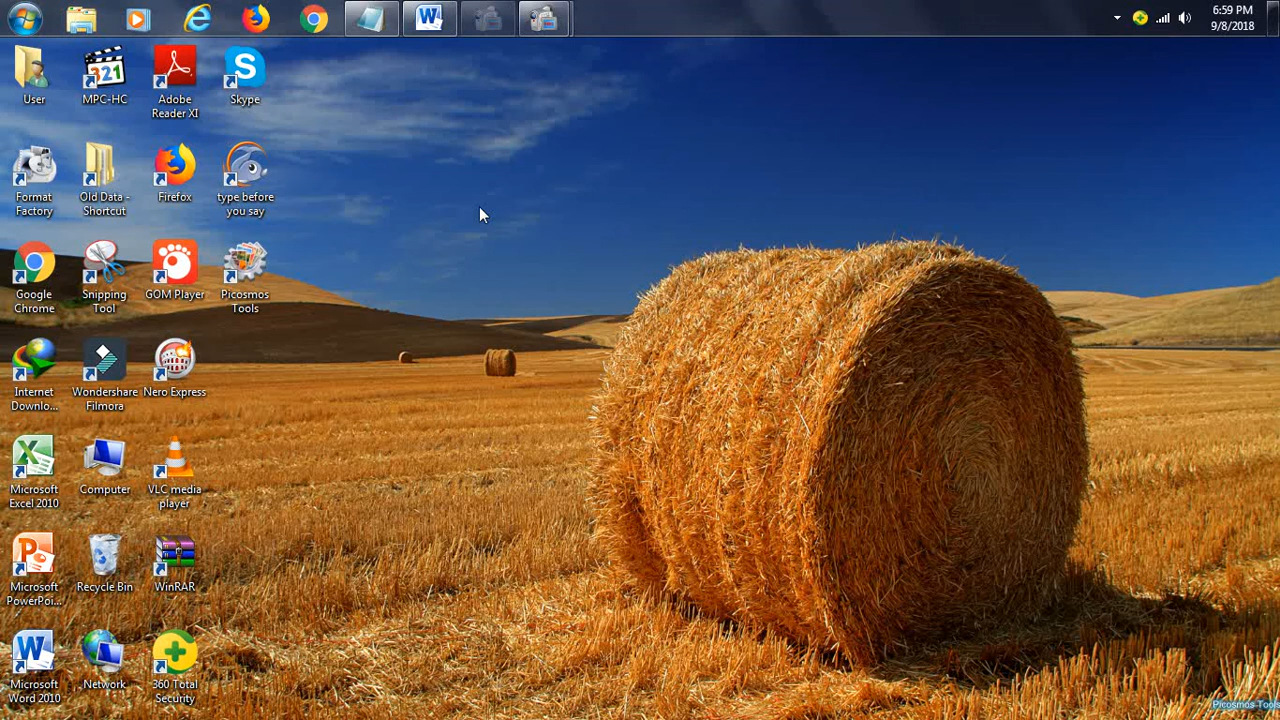 6:59 PM
9/8/2018
User
MPC-HC
Adobe
Reader XI
Skype
Format
Factory
Old Data -
Shortcut
Firefox
type before
you say
Google
Chrome
Snipping
Tool
GOM Player
Picosmos
Tools
Internet
Downlo...
Wondershare
Filmora
Nero Express
Microsoft
Excel 2010
Computer
VLC media
player
Microsoft
PowerPoi...
Recycle Bin
WinRAR
Microsoft
Word 2010
Network
360 Total
Security
Picosmos Tools